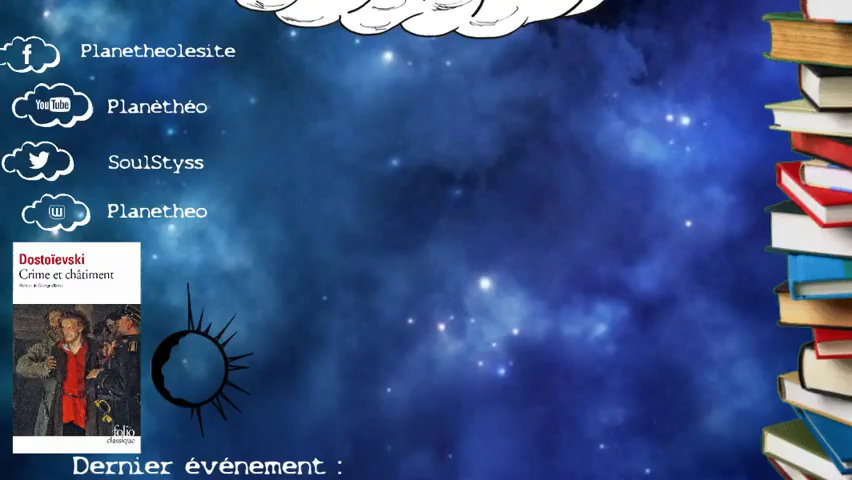 f
Planetheolesite
YouTube
Planèthéo
SoulStyss
w
Planetheo
Dostoïevski
Crime et châtiment
folio
classique
Dernier événement :